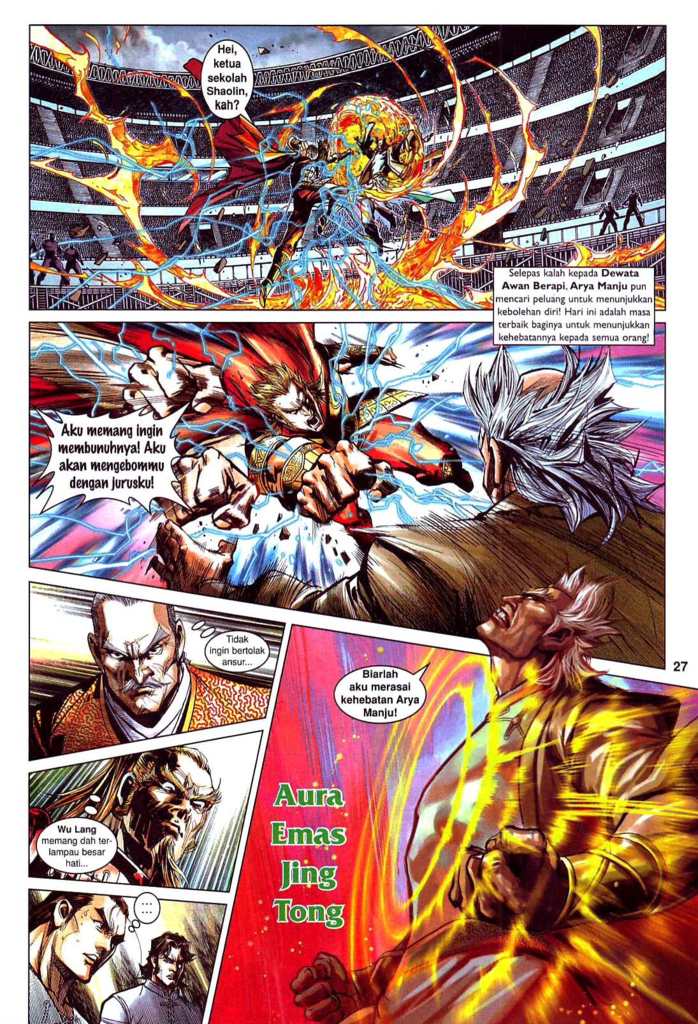 Hei,
ketua
sekolah
Shaolin,
kah?
Selepas kalah kepada Dewata
Awan Berapi, Arya Manju pun
mencari peluang untuk menunjukkan
kebolehan diri! Hari ini adalah masa
terbaik baginya untuk menunjukkan
kehebatannya kepada semua orang!
Aku memang ingin
membunuhnya! Aku
akan mengebommu
dengan jurusku!
Tidak
ingin bertolak
ansur...
27
Biarlah
aku merasai
kehebatan Arya
Manju!
Aura
Emas
Jing
Tong
Wu Lang
memang dah ter-
lampau besar
hati...
...
...